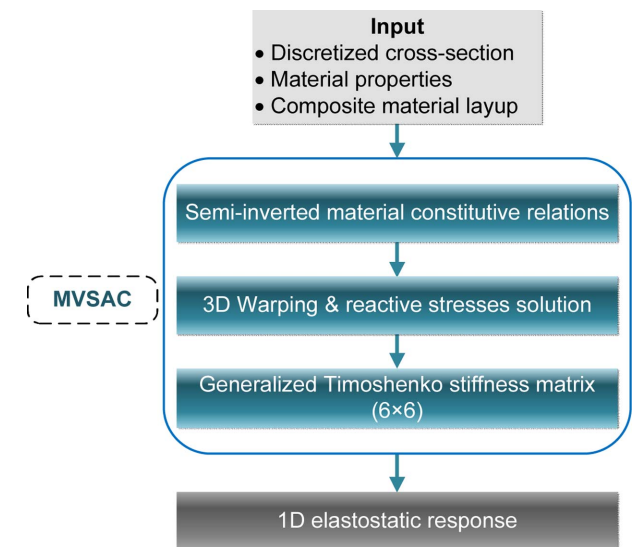 Input
• Discretized cross-section
• Material properties
• Composite material layup
Semi-inverted material constitutive relations
MVSAC
3D Warping & reactive stresses solution
Generalized Timoshenko stiffness matrix
(6×6)
1D elastostatic response